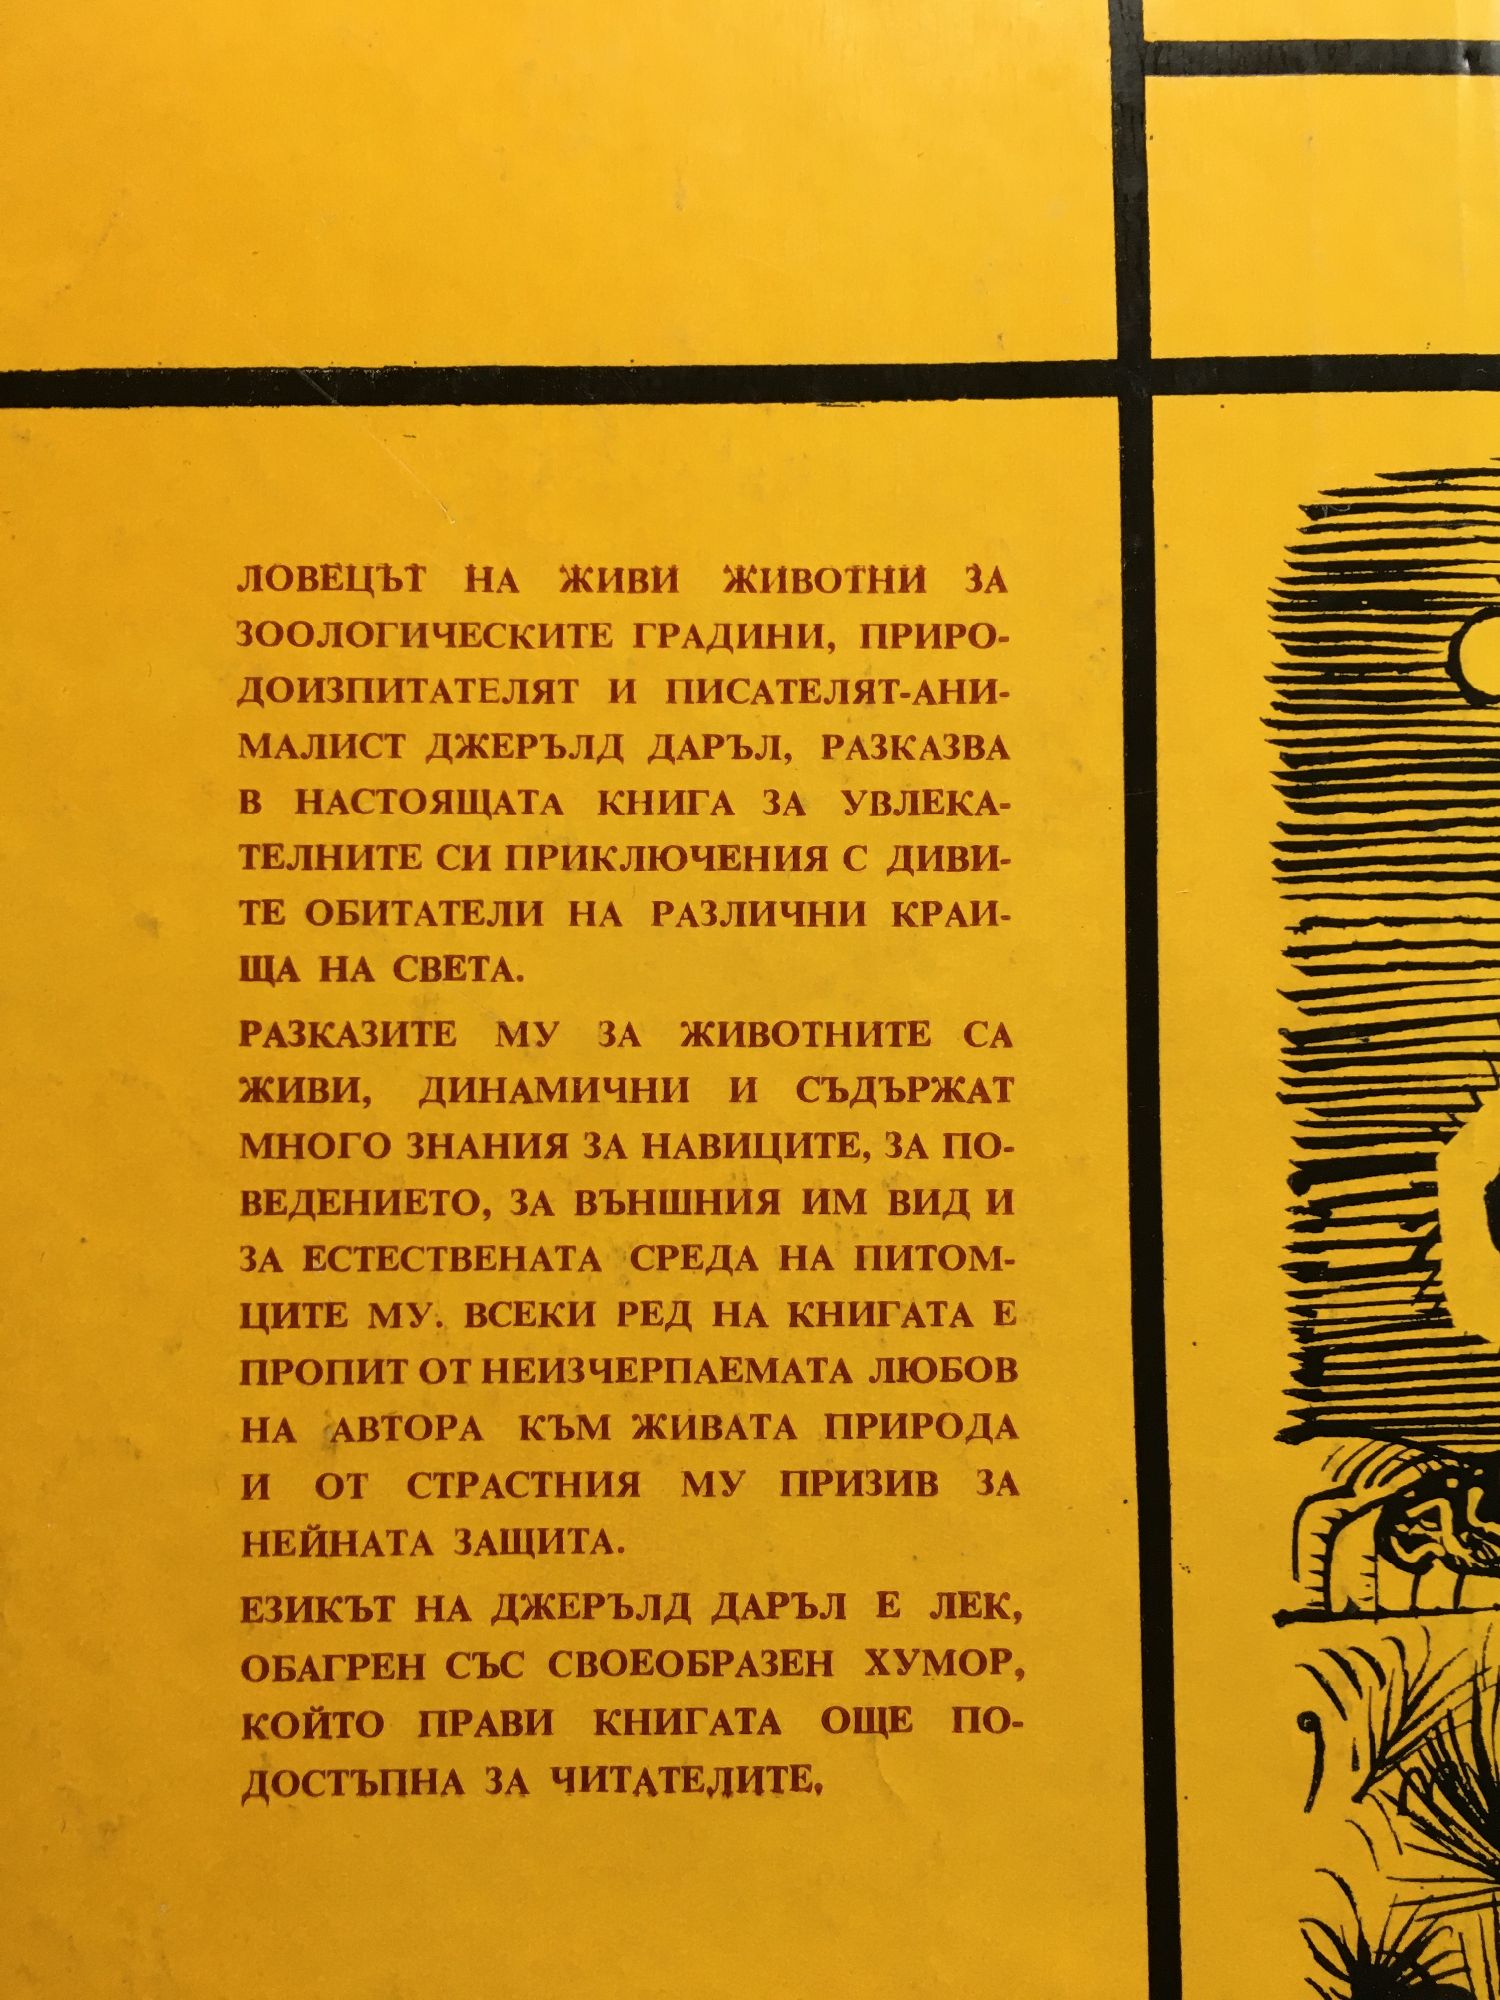 ЛОВЕЦЪТ НА ЖИВИ ЖИВОТНИ ЗА
ЗООЛОГИЧЕСКИТЕ ГРАДИНИ, ПРИРО-
ДОИЗПИТАТЕЛЯТ И ПИСАТЕЛЯТ-АНИ-
МАЛИСТ ДЖЕРЪЛД ДАРЪЛ, РАЗКАЗВА
В НАСТОЯЩАТА КНИГА ЗА УВЛЕКА-
ТЕЛНИТЕ СИ ПРИКЛЮЧЕНИЯ С ДИВИ-
ТЕ ОБИТАТЕЛИ НА РАЗЛИЧНИ КРАИ-
ЩА НА СВЕТА.
РАЗКАЗИТЕ МУ ЗА ЖИВОТНИТЕ СА
ЖИВИ, ДИНАМИЧНИ И СЪДЪРЖАТ
МНОГО ЗНАНИЯ ЗА НАВИЦИТЕ, ЗА ПО-
ВЕДЕНИЕТО, ЗА ВЪНШНИЯ ИМ ВИД И
ЗА ЕСТЕСТВЕНАТА СРЕДА НА ПИТОМ-
ЦИТЕ МУ. ВСЕКИ РЕД НА КНИГАТА Е
ПРОПИТ ОТ НЕИЗЧЕРПАЕМАТА ЛЮБОВ
НА АВТОРА КЪМ ЖИВАТА ПРИРОДА
И ОТ СТРАСТНИЯ МУ ПРИЗИВ ЗА
НЕЙНАТА ЗАЩИТА.
ЕЗИКЪТ НА ДЖЕРЪЛД ДАРЪЛ Е ЛЕК,
ОБАГРЕН СЪС СВОЕОБРАЗЕН ХУМОР,
КОЙТО ПРАВИ КНИГАТА ОЩЕ ПО-
ДОСТЪПНА ЗА ЧИТАТЕЛИТЕ.